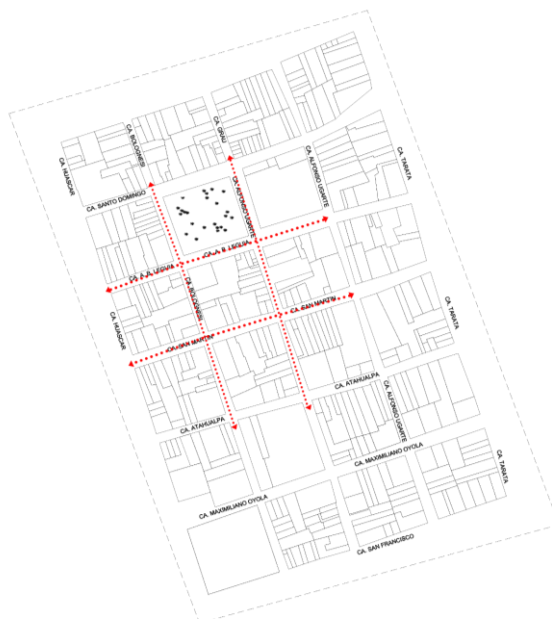 CA. BOLOGNESI
CA. GRAU
CA. HUASCAR
CA. ALFONSO UGARTE
CA. TARATA
CA. SANTO DOMINGO
CA. ALFONSO UGARTE
CA. A. B. LEGUIA
CA. A. B. LEGUIA
CA. BOLOGNESI
CA. HUASCAR
CA. SAN MARTIN
CA. TARATA
CA. SAN MARTIN
CA. ATAHUALPA
CA. ALFONSO UGARTE
CA. ATAHUALPA
CA. MAXIMILIANO OYOLA
CA. TARATA
CA. MAXIMILIANO OYOLA
CA. SAN FRANCISCO